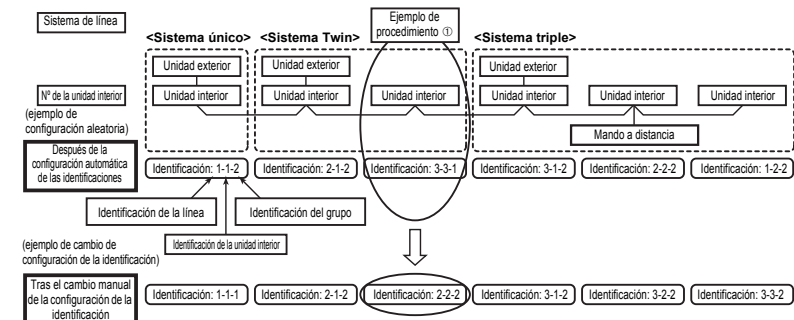 Sistema de línea
Ejemplo de
procedimiento ①
<Sistema único>
<Sistema Twin>
<Sistema triple>
Unidad exterior
Unidad exterior
Unidad exterior
Nº de la unidad interior
Unidad interior
Unidad interior
Unidad interior
Unidad interior
Unidad interior
Unidad interior
(ejemplo de
configuración aleatoria)
Mando a distancia
Después de la
configuración automática
de las identificaciones
Identificación: 1-1-2
Identificación: 2-1-2
Identificación: 3-3-1
Identificación: 3-1-2
Identificación: 2-2-2
Identificación: 1-2-2
Identificación de la línea
Identificación del grupo
Identificación de la unidad interior
(ejemplo de cambio de
configuración de la identificación)
Tras el cambio manual
de la configuración de la
identificación
Identificación: 1-1-1
Identificación: 2-1-2
Identificación: 2-2-2
Identificación: 3-1-2
Identificación: 3-2-2
Identificación: 3-3-2